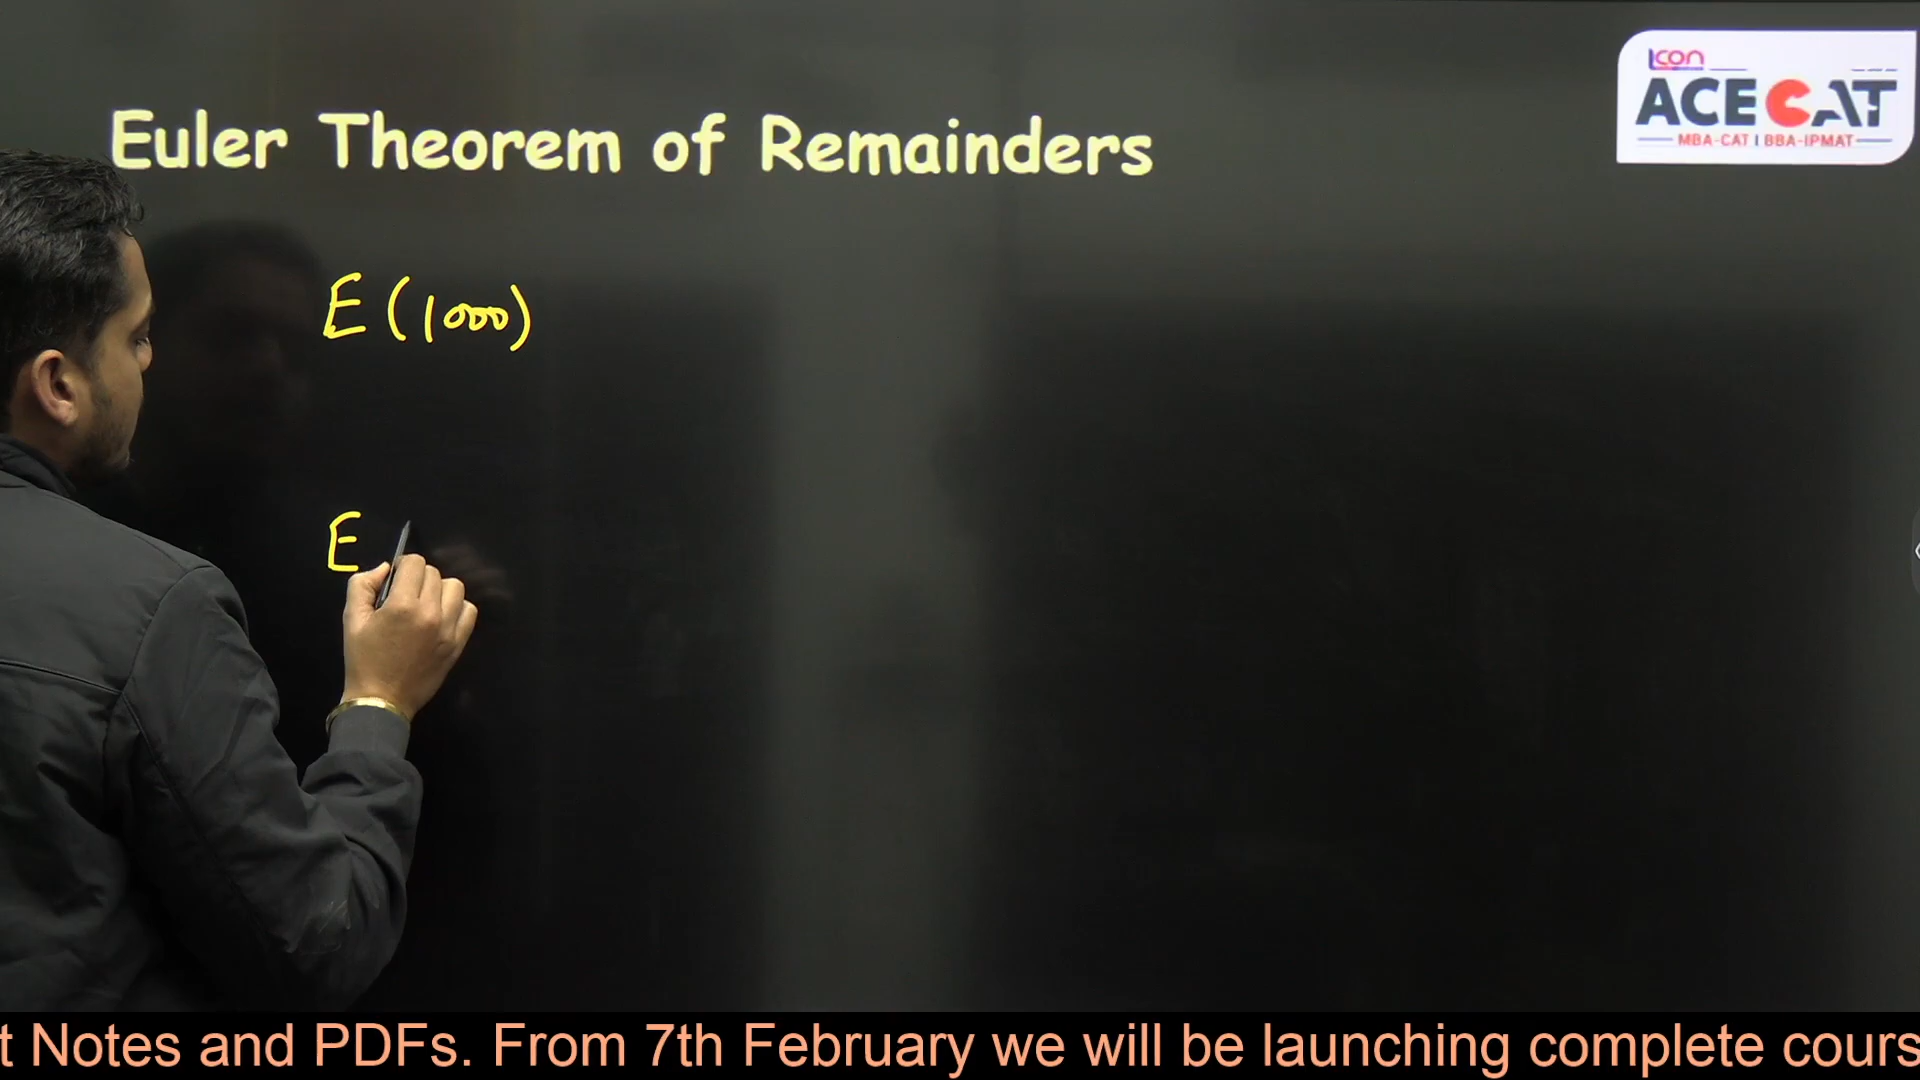 Icon
ACE CAT
MBA-CAT | BBA-IPMAT
Euler Theorem of Remainders
E (1000)
E
t Notes and PDFs. From 7th February we will be launching complete cours